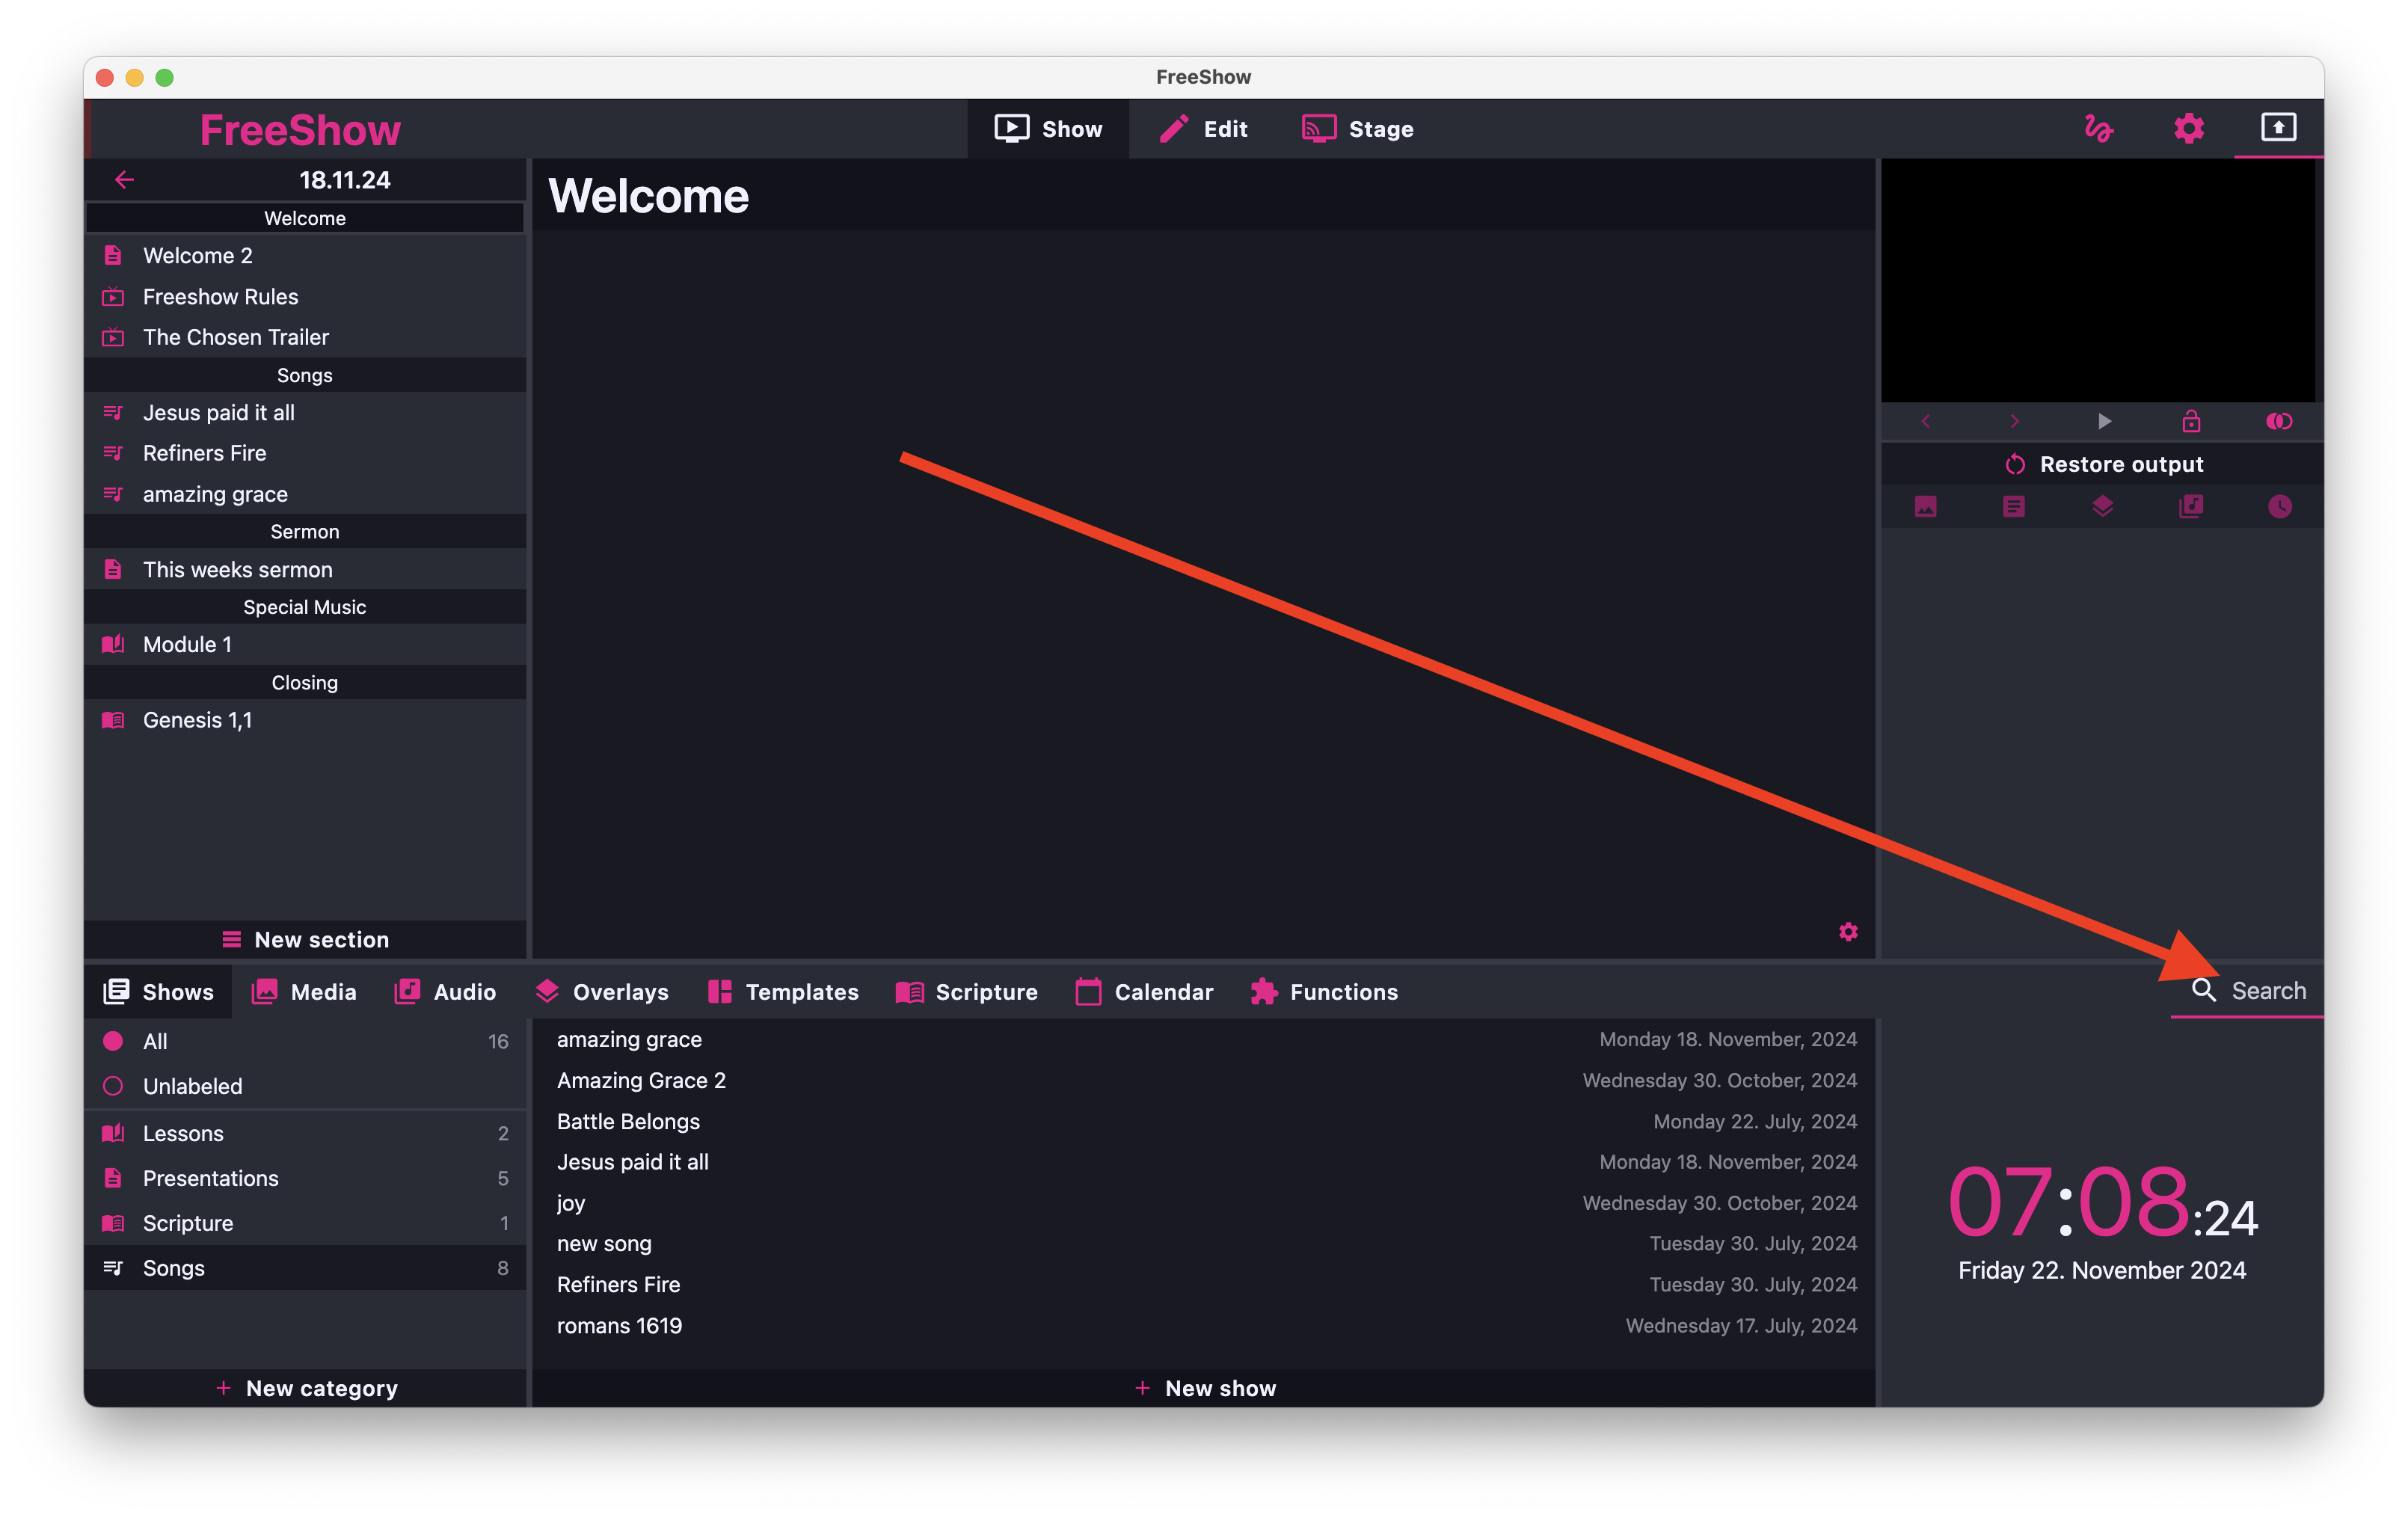 FreeShow
FreeShow
Show
Edit
Stage
18.11.24
Welcome
Welcome 2
Freeshow Rules
The Chosen Trailer
Songs
Jesus paid it all
Refiners Fire
amazing grace
Sermon
This weeks sermon
Special Music
Module 1
Closing
Genesis 1,1
New section
Welcome
Restore output
Shows
Media
Audio
Overlays
Templates
Scripture
Calendar
Functions
Search
All 16
Unlabeled
Lessons 2
Presentations 5
Scripture 1
Songs 8
New category
amazing grace Monday 18. November, 2024
Amazing Grace 2 Wednesday 30. October, 2024
Battle Belongs Monday 22. July, 2024
Jesus paid it all Monday 18. November, 2024
joy Wednesday 30. October, 2024
new song Tuesday 30. July, 2024
Refiners Fire Tuesday 30. July, 2024
romans 1619 Wednesday 17. July, 2024
New show
07:08:24
Friday 22. November 2024